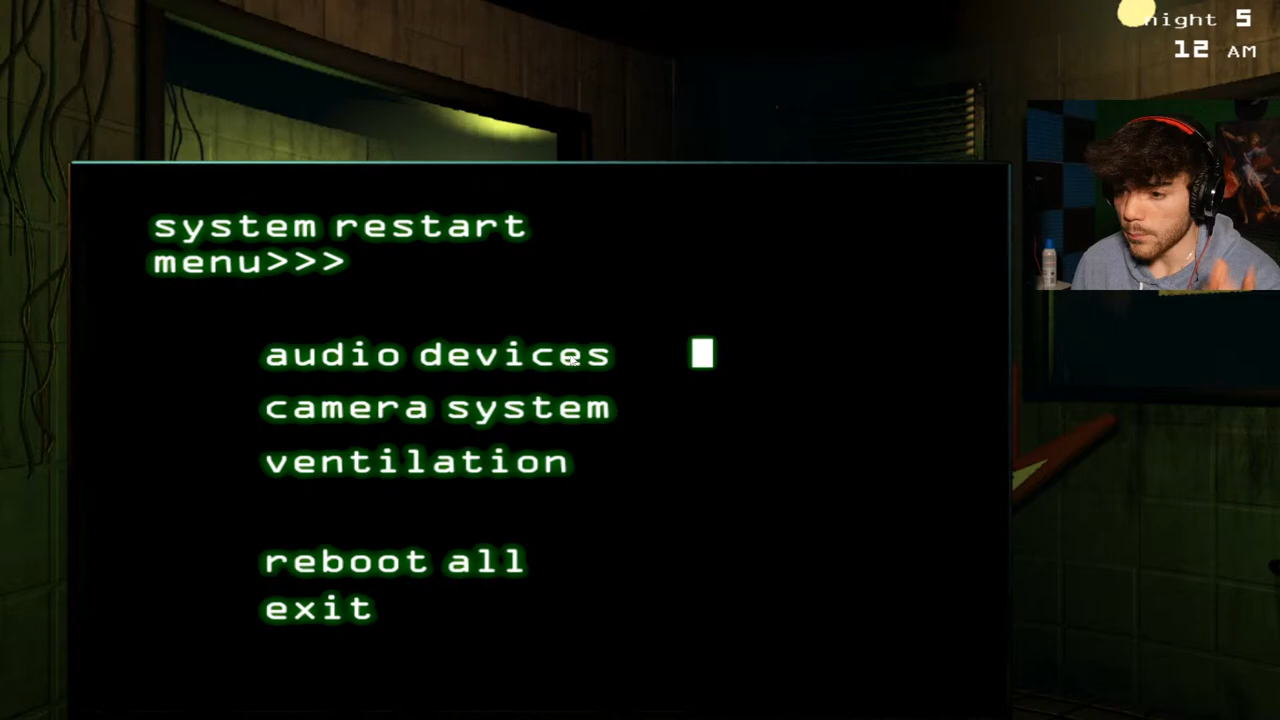 night 5
12 AM
system restart
menu>>>
audio devices
camera system
ventilation
reboot all
exit